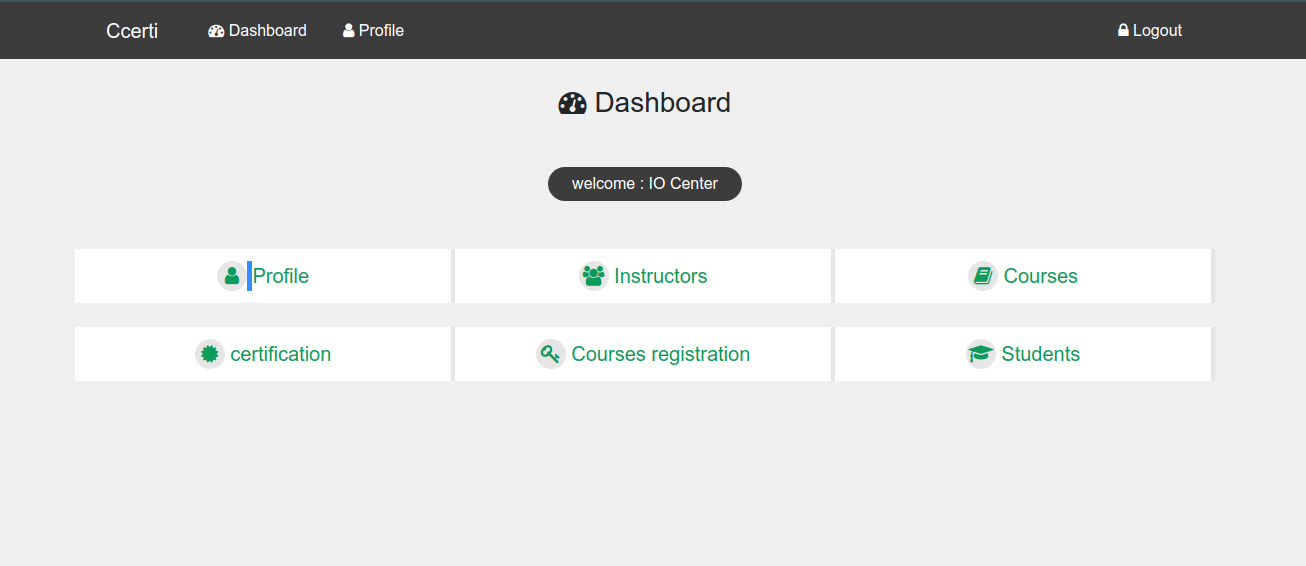 Ccerti Dashboard Profile Logout
Dashboard
welcome : IO Center
Profile Instructors Courses
certification Courses registration Students